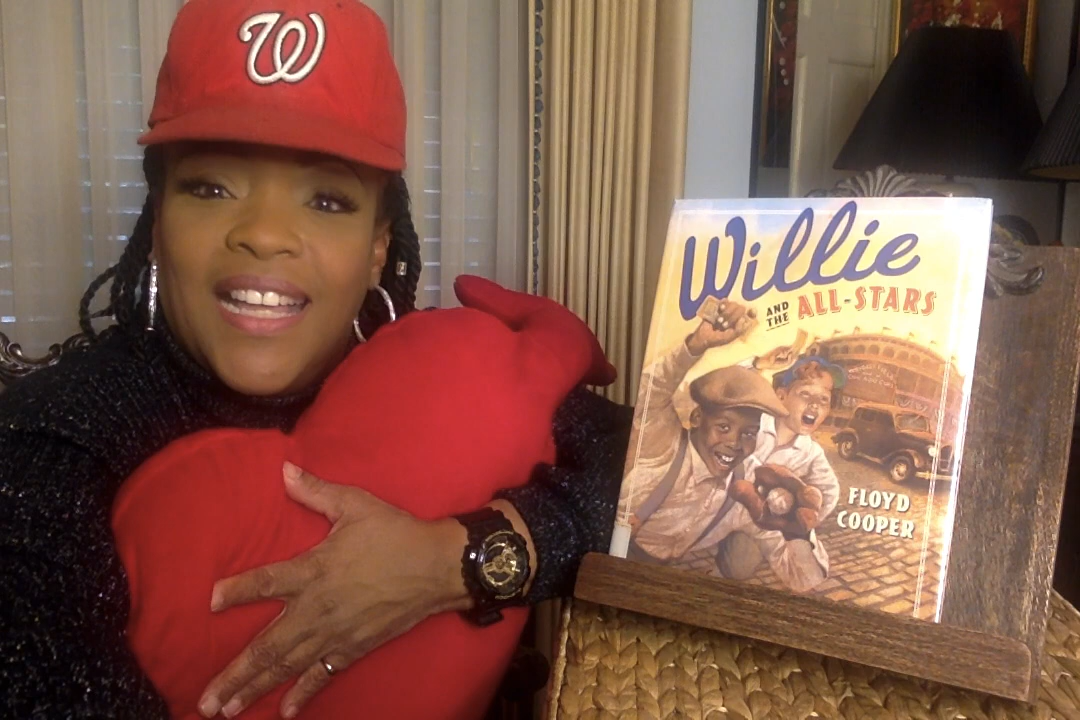 W
Willie
AND
THE
ALL-STARS
FLOYD
COOPER